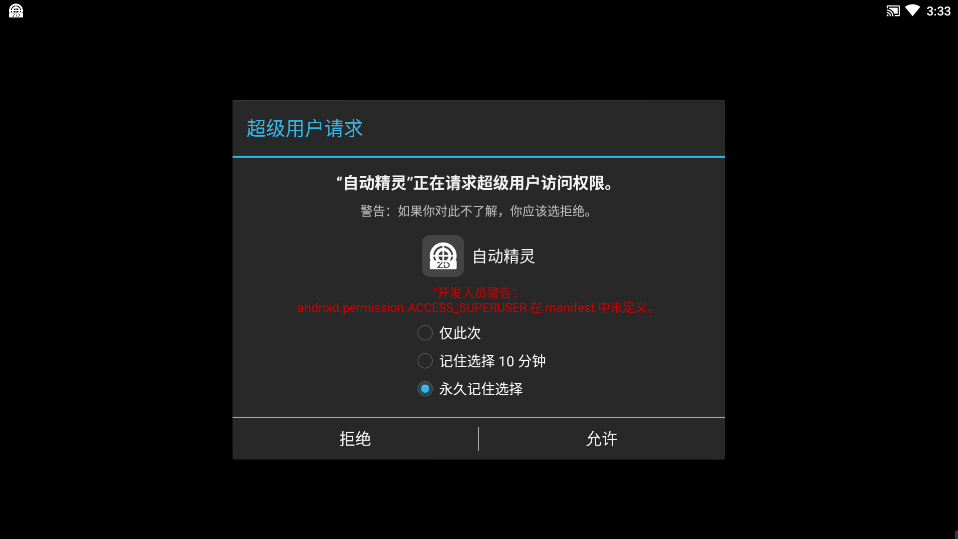 3:33
超级用户请求
“自动精灵”正在请求超级用户访问权限。
警告：如果你对此不了解，你应该选拒绝。
ZD
自动精灵
*开发人员警告：
android.permission.ACCESS_SUPERUSER 在 manifest 中未定义。
仅此次
记住选择 10 分钟
永久记住选择
拒绝
允许